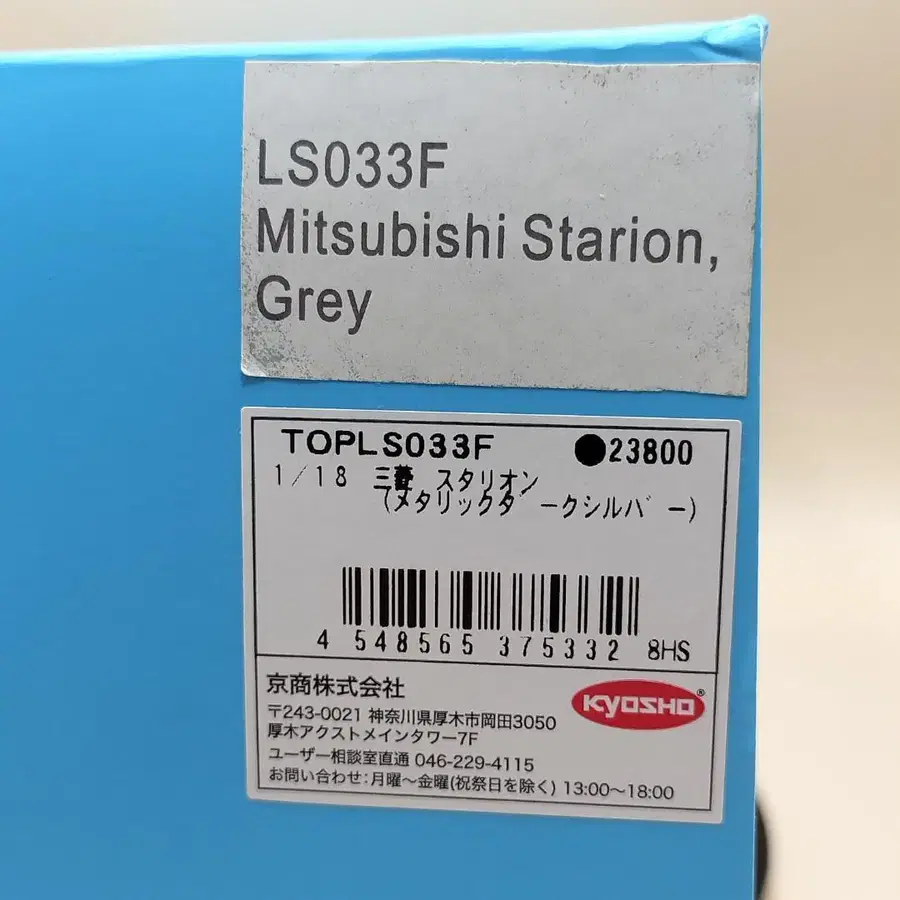 LS033F
Mitsubishi Starion,
Grey
TOPLS033F ●23800
1/18 三菱 スタリオン
(メタリックダークシルバー)
4 548565 375332 8HS
京商株式会社
KYOSHO®
〒243-0021 神奈川県厚木市岡田3050
厚木アクストメインタワー7F
ユーザー相談室直通 046-229-4115
お問い合わせ:月曜～金曜(祝祭日を除く) 13:00～18:00